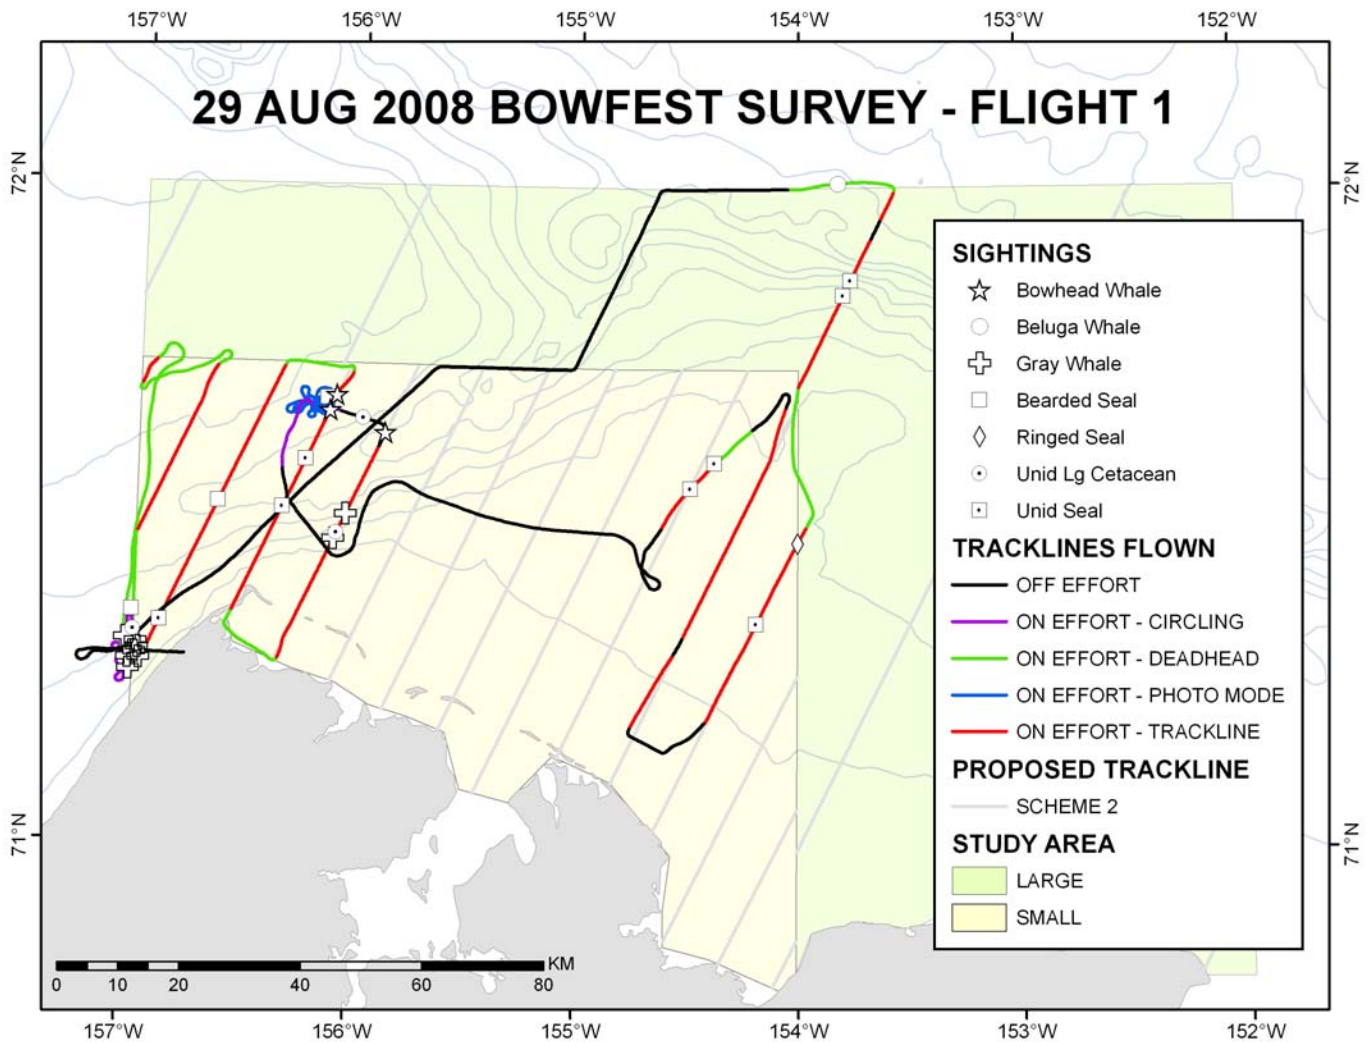 157°W 156°W 155°W 154°W 153°W 152°W
29 AUG 2008 BOWFEST SURVEY - FLIGHT 1
72°N 72°N
SIGHTINGS
Bowhead Whale
Beluga Whale
Gray Whale
Bearded Seal
Ringed Seal
Unid Lg Cetacean
Unid Seal
TRACKLINES FLOWN
OFF EFFORT
ON EFFORT - CIRCLING
ON EFFORT - DEADHEAD
ON EFFORT - PHOTO MODE
ON EFFORT - TRACKLINE
PROPOSED TRACKLINE
SCHEME 2
STUDY AREA
LARGE
SMALL
71°N 71°N
KM
0 10 20 40 60 80
157°W 156°W 155°W 154°W 153°W 152°W